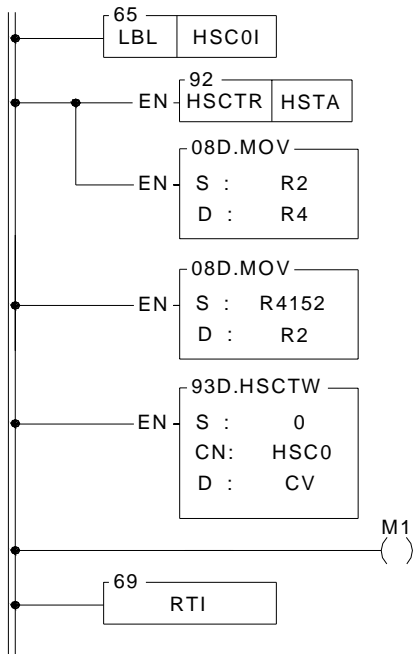 65
LBL HSC0I
92
EN HSCTR HSTA
08D.MOV
EN S : R2
D : R4
08D.MOV
EN S : R4152
D : R2
93D.HSCTW
EN S : 0
CN: HSC0
D : CV
M1
69
RTI